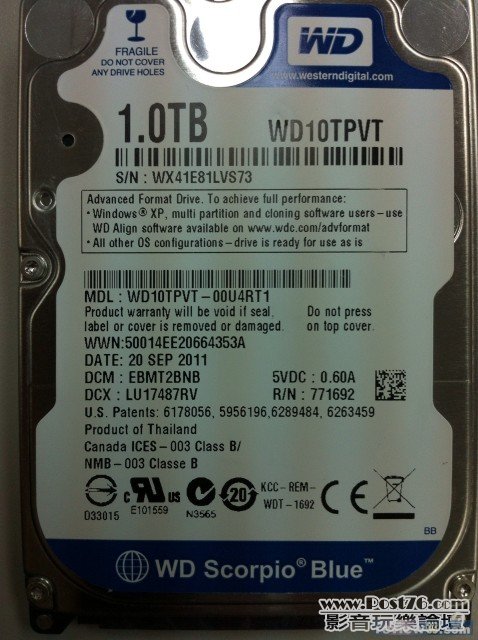 FRAGILE
DO NOT COVER
ANY DRIVE HOLES
WD
www.westerndigital.com
1.0TB WD10TPVT
S/N : WX41E81LVS73
Advanced Format Drive. To achieve full performance:
• Windows® XP, multi partition and cloning software users – use
WD Align software available on www.wdc.com/advformat
• All other OS configurations – drive is ready for use as is
MDL : WD10TPVT – 00U4RT1
Product warranty will be void if seal, Do not press
label or cover is removed or damaged. on top cover.
WWN:50014EE20664353A
DATE: 20 SEP 2011
DCM : EBMT2BNB 5VDC : 0.60A
DCX : LU17487RV R/N : 771692
U.S. Patents: 6178056, 5956196,6289484, 6263459
Product of Thailand
Canada ICES – 003 Class B/
NMB – 003 Classe B
c UL us 20 KCC – REM – CE
WDT – 1692
D33015 E101559 N3565
BB
WD Scorpio® Blue™
www.Post76.com
影音玩樂論壇